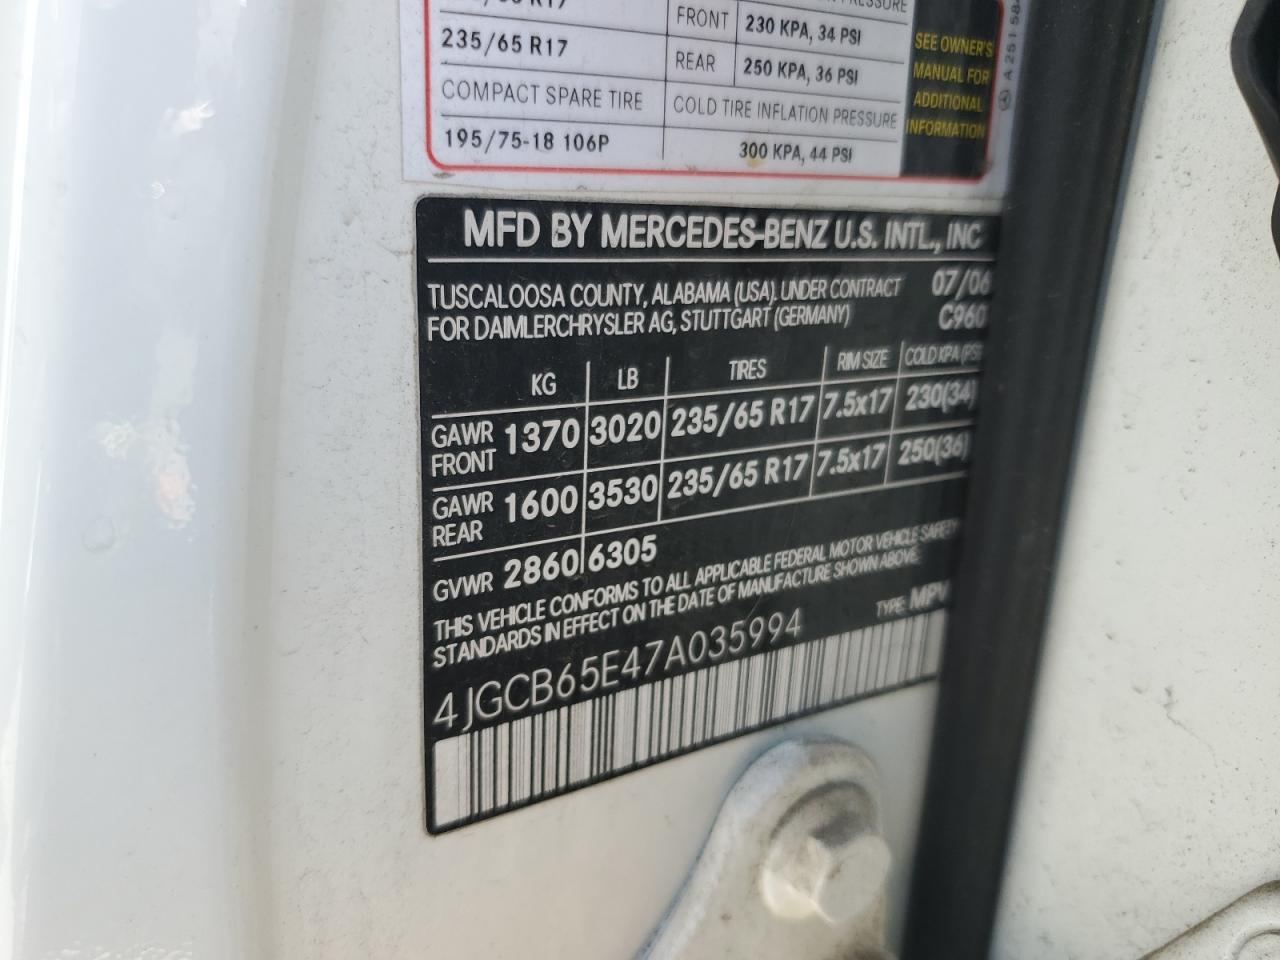 FRONT 230 KPA, 34 PSI
235/65 R17 REAR 250 KPA, 36 PSI
COMPACT SPARE TIRE COLD TIRE INFLATION PRESSURE
195/75-18 106P 300 KPA, 44 PSI
SEE OWNER'S
MANUAL FOR
ADDITIONAL
INFORMATION
A 251 584
MFD BY MERCEDES-BENZ U.S. INTL., INC
TUSCALOOSA COUNTY, ALABAMA (USA). UNDER CONTRACT 07/06
FOR DAIMLERCHRYSLER AG, STUTTGART (GERMANY) C960
KG LB TIRES RIM SIZE COLD KPA (PSI
GAWR FRONT 1370 3020 235/65 R17 7.5x17 230(34)
GAWR REAR 1600 3530 235/65 R17 7.5x17 250(36)
GVWR 2860 6305
THIS VEHICLE CONFORMS TO ALL APPLICABLE FEDERAL MOTOR VEHICLE SAFETY
STANDARDS IN EFFECT ON THE DATE OF MANUFACTURE SHOWN ABOVE.
4JGCB65E47A035994 TYPE: MPV